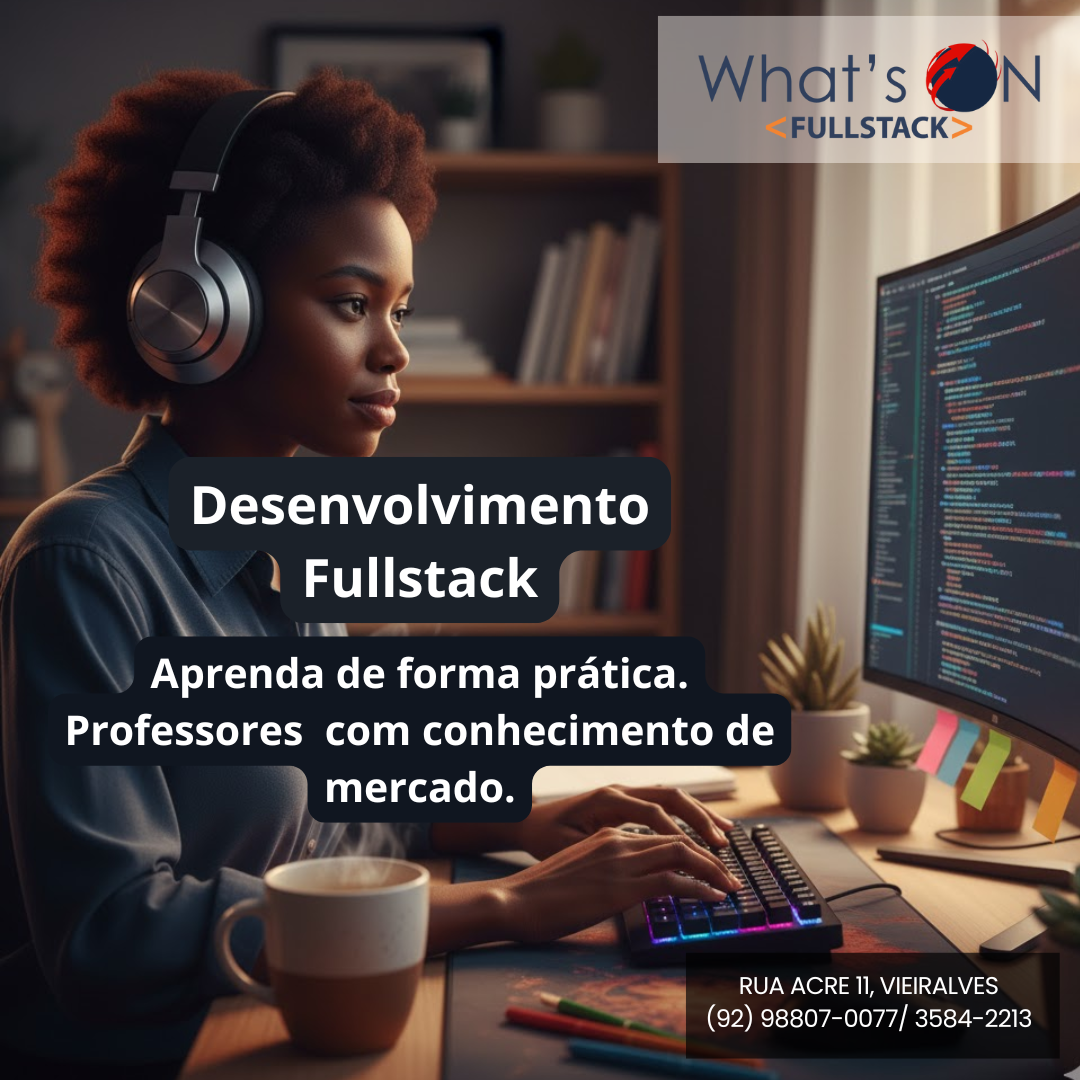 What's ON
<FULLSTACK>
Desenvolvimento
Fullstack
Aprenda de forma prática.
Professores com conhecimento de
mercado.
RUA ACRE 11, VIEIRALVES
(92) 98807-0077/ 3584-2213